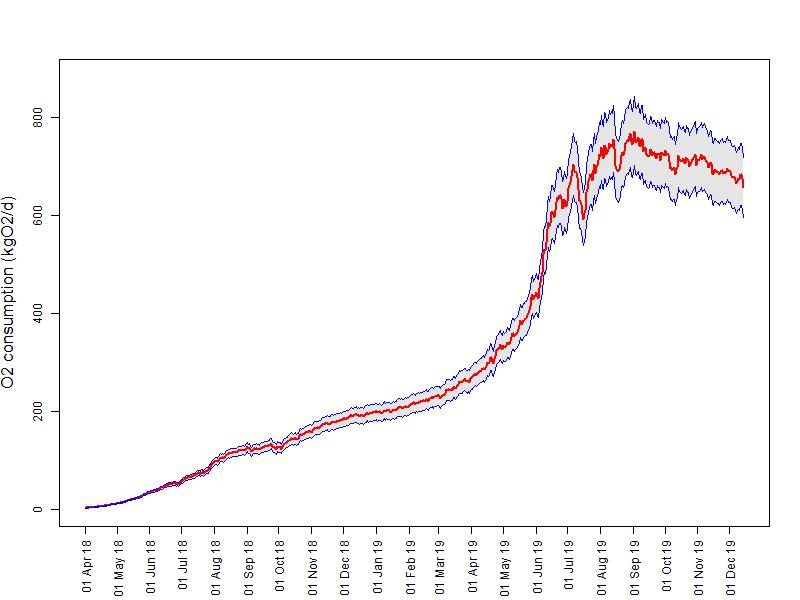 O2 consumption (kgO2/d)
800
600
400
200
0
01 Apr 18
01 May 18
01 Jun 18
01 Jul 18
01 Aug 18
01 Sep 18
01 Oct 18
01 Nov 18
01 Dec 18
01 Jan 19
01 Feb 19
01 Mar 19
01 Apr 19
01 May 19
01 Jun 19
01 Jul 19
01 Aug 19
01 Sep 19
01 Oct 19
01 Nov 19
01 Dec 19